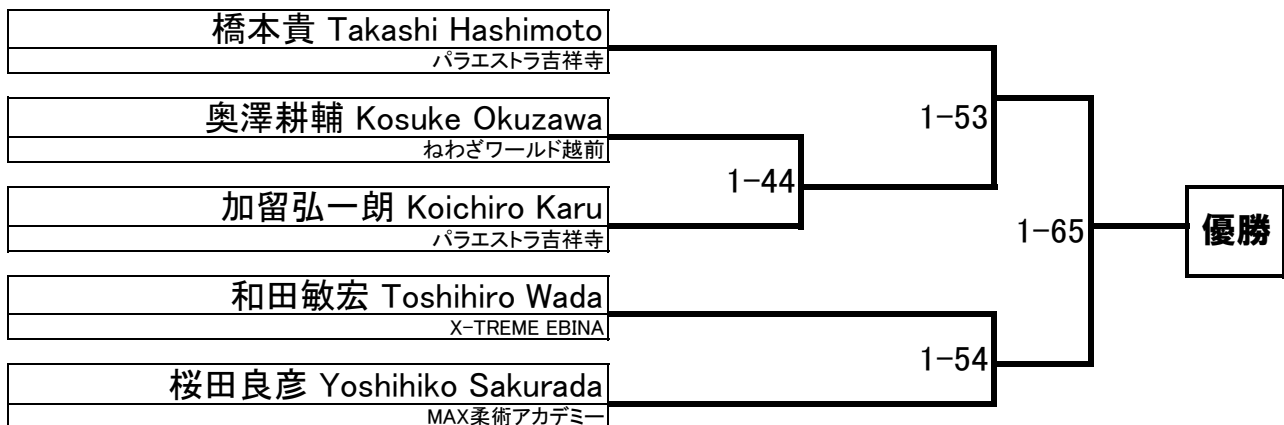 橋本貴 Takashi Hashimoto
パラエストラ吉祥寺
奥澤耕輔 Kosuke Okuzawa
ねわざワールド越前
加留弘一朗 Koichiro Karu
パラエストラ吉祥寺
和田敏宏 Toshihiro Wada
X-TREME EBINA
桜田良彦 Yoshihiko Sakurada
MAX柔術アカデミー
1-44
1-53
1-54
1-65
優勝